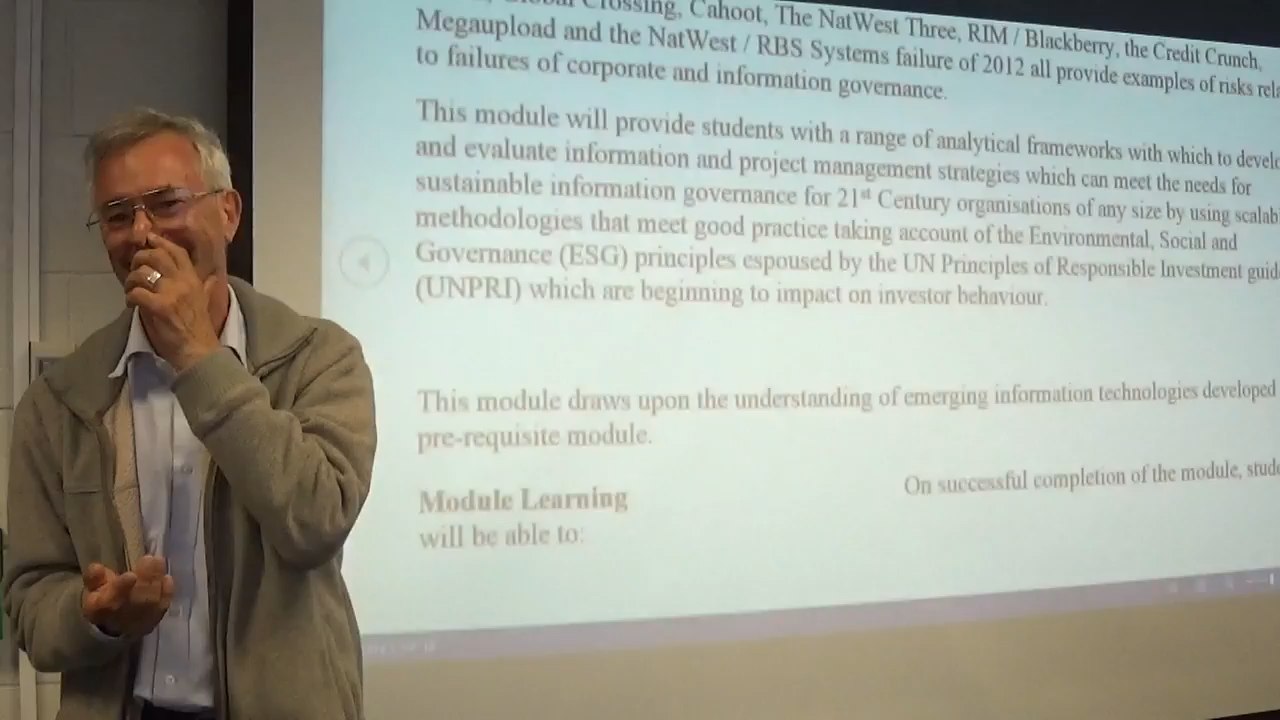 Crossing, Cahoot, The NatWest Three, RIM / Blackberry, the Credit Crunch,
Megaupload and the NatWest / RBS Systems failure of 2012 all provide examples of risks rela
to failures of corporate and information governance.
This module will provide students with a range of analytical frameworks with which to develo
and evaluate information and project management strategies which can meet the needs for
sustainable information governance for 21st Century organisations of any size by using scalab
methodologies that meet good practice taking account of the Environmental, Social and
Governance (ESG) principles espoused by the UN Principles of Responsible Investment guid
(UNPRI) which are beginning to impact on investor behaviour.
This module draws upon the understanding of emerging information technologies developed
pre-requisite module.
Module Learning On successful completion of the module, stude
will be able to: